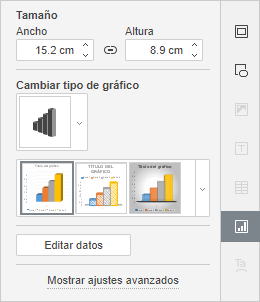 Tamaño
Ancho Altura
15.2 cm 8.9 cm
Cambiar tipo de gráfico
Título del gráfico TÍTULO DEL GRÁFICO Título del gráfico
Editar datos
Mostrar ajustes avanzados